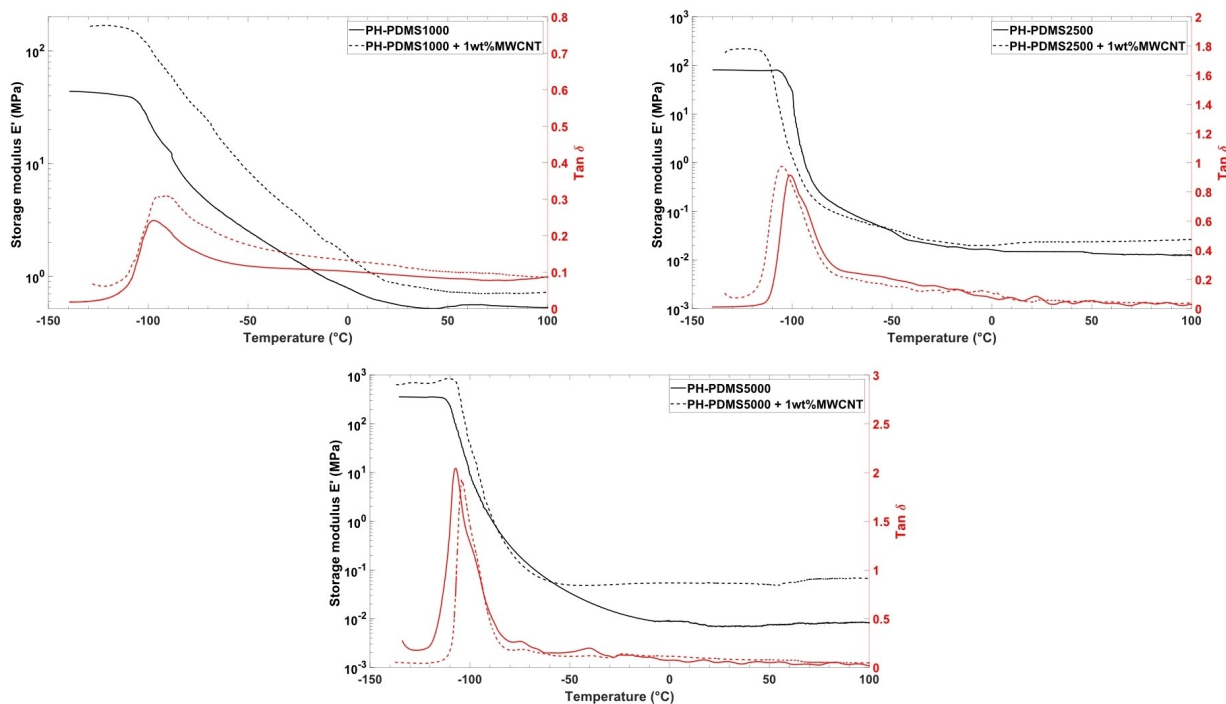 PH-PDMS1000
PH-PDMS1000 + 1wt%MWCNT
Storage modulus E' (MPa)
10²
10¹
10⁰
0.8
0.7
0.6
0.5
0.4
0.3
0.2
0.1
0
Tan δ
-150 -100 -50 0 50 100
Temperature (°C)
PH-PDMS2500
PH-PDMS2500 + 1wt%MWCNT
Storage modulus E' (MPa)
10³
10²
10¹
10⁰
10⁻¹
10⁻²
10⁻³
2
1.8
1.6
1.4
1.2
1
0.8
0.6
0.4
0.2
0
Tan δ
-150 -100 -50 0 50 100
Temperature (°C)
PH-PDMS5000
PH-PDMS5000 + 1wt%MWCNT
Storage modulus E' (MPa)
10³
10²
10¹
10⁰
10⁻¹
10⁻²
10⁻³
3
2.5
2
1.5
1
0.5
0
Tan δ
-150 -100 -50 0 50 100
Temperature (°C)